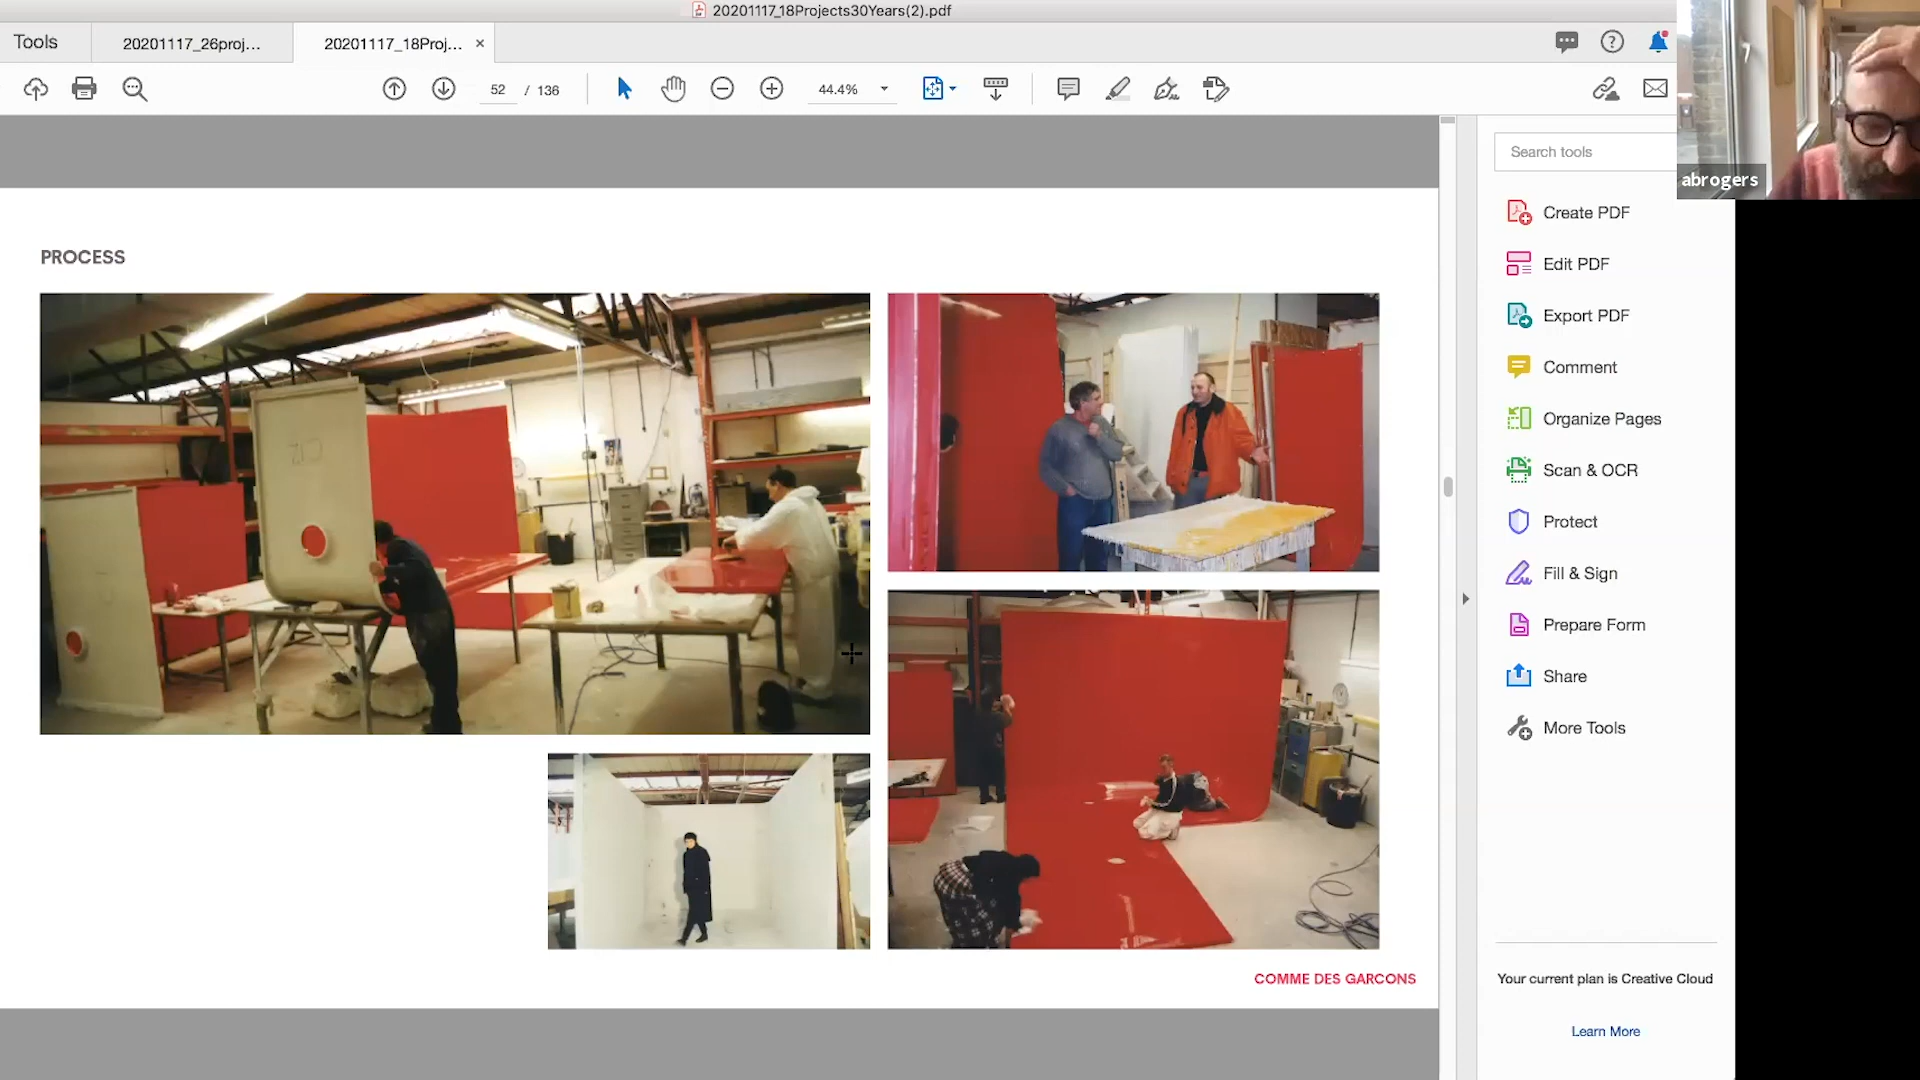 20201117_18Projects30Years(2).pdf
Tools
20201117_26proj...
20201117_18Proj...
52 / 136
44.4%
Search tools
abrogers
Create PDF
Edit PDF
Export PDF
Comment
Organize Pages
Scan & OCR
Protect
Fill & Sign
Prepare Form
Share
More Tools
Your current plan is Creative Cloud
Learn More
PROCESS
COMME DES GARCONS